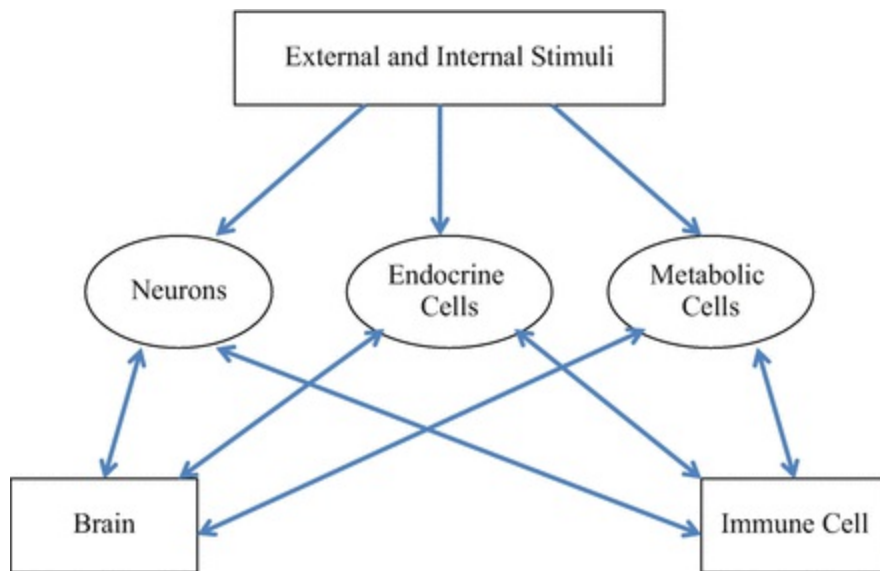 External and Internal Stimuli
Neurons
Endocrine
Cells
Metabolic
Cells
Brain
Immune Cell